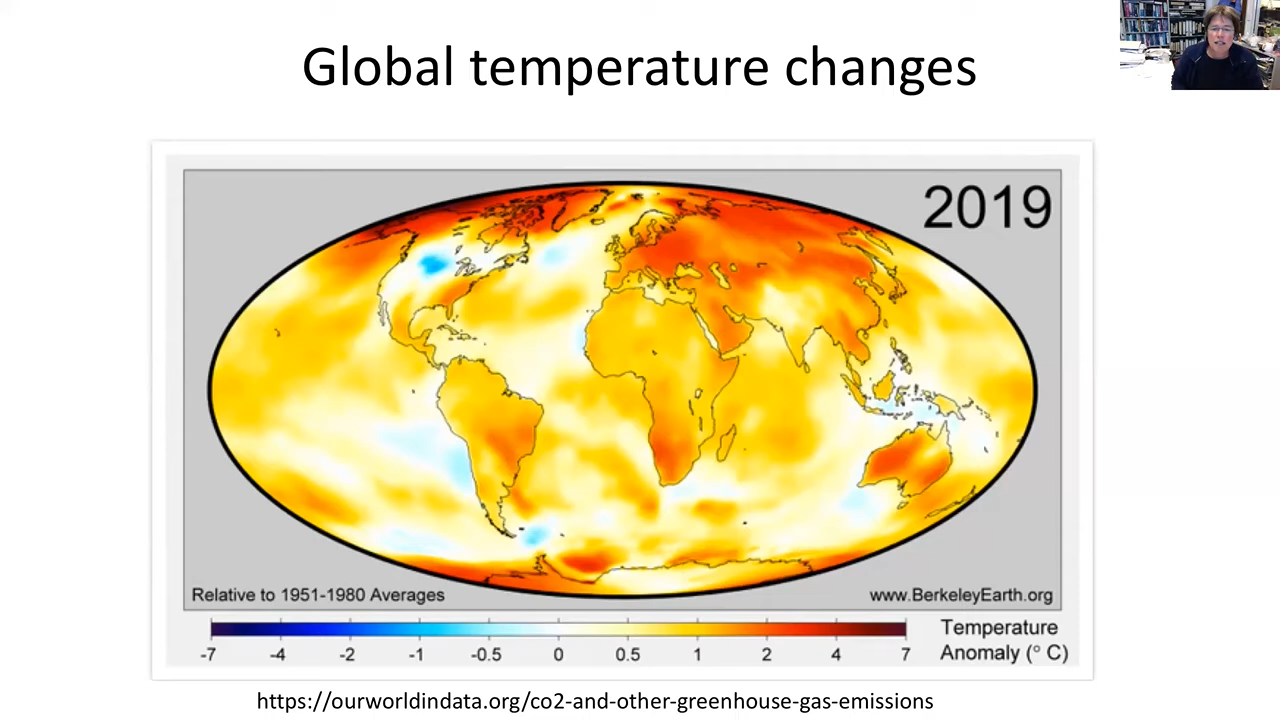 Global temperature changes
2019
Relative to 1951-1980 Averages
www.BerkeleyEarth.org
-7 -4 -2 -1 -0.5 0 0.5 1 2 4 7
Temperature
Anomaly (° C)
https://ourworldindata.org/co2-and-other-greenhouse-gas-emissions